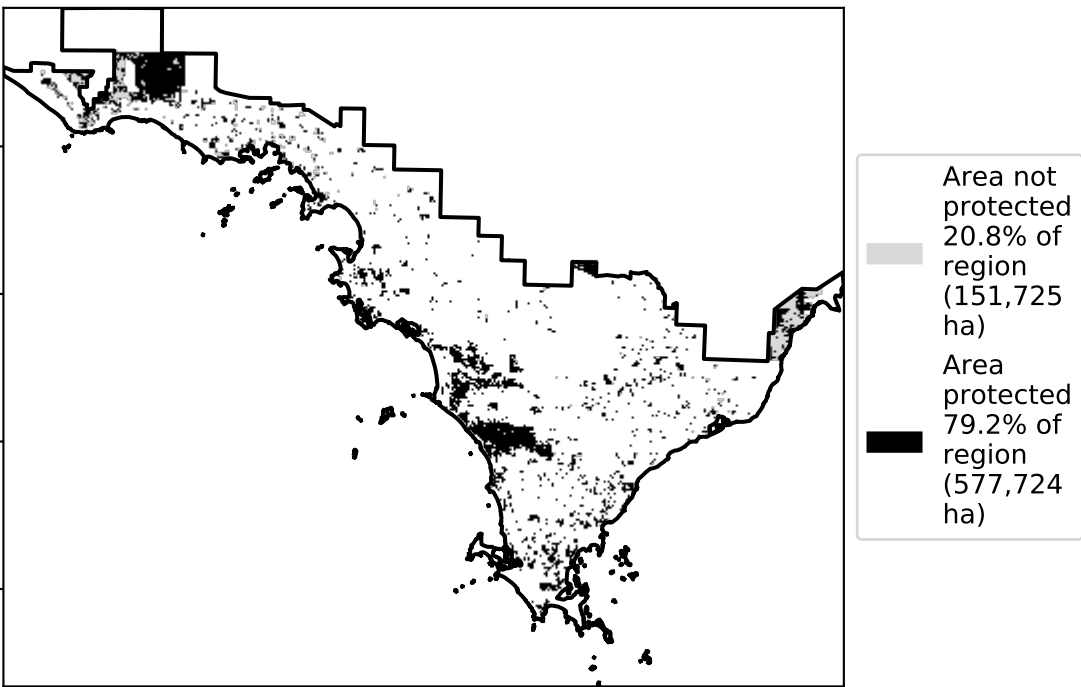 Area not
protected
20.8% of
region
(151,725
ha)
Area
protected
79.2% of
region
(577,724
ha)